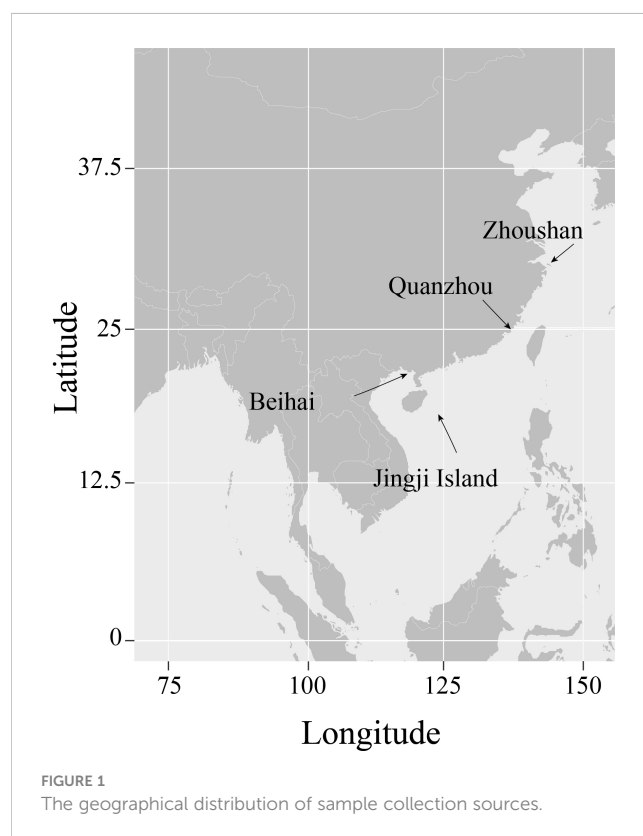 37.5
Zhoushan
Quanzhou
25
Latitude
Beihai
Jingji Island
12.5
0
75 100 125 150
Longitude
FIGURE 1
The geographical distribution of sample collection sources.